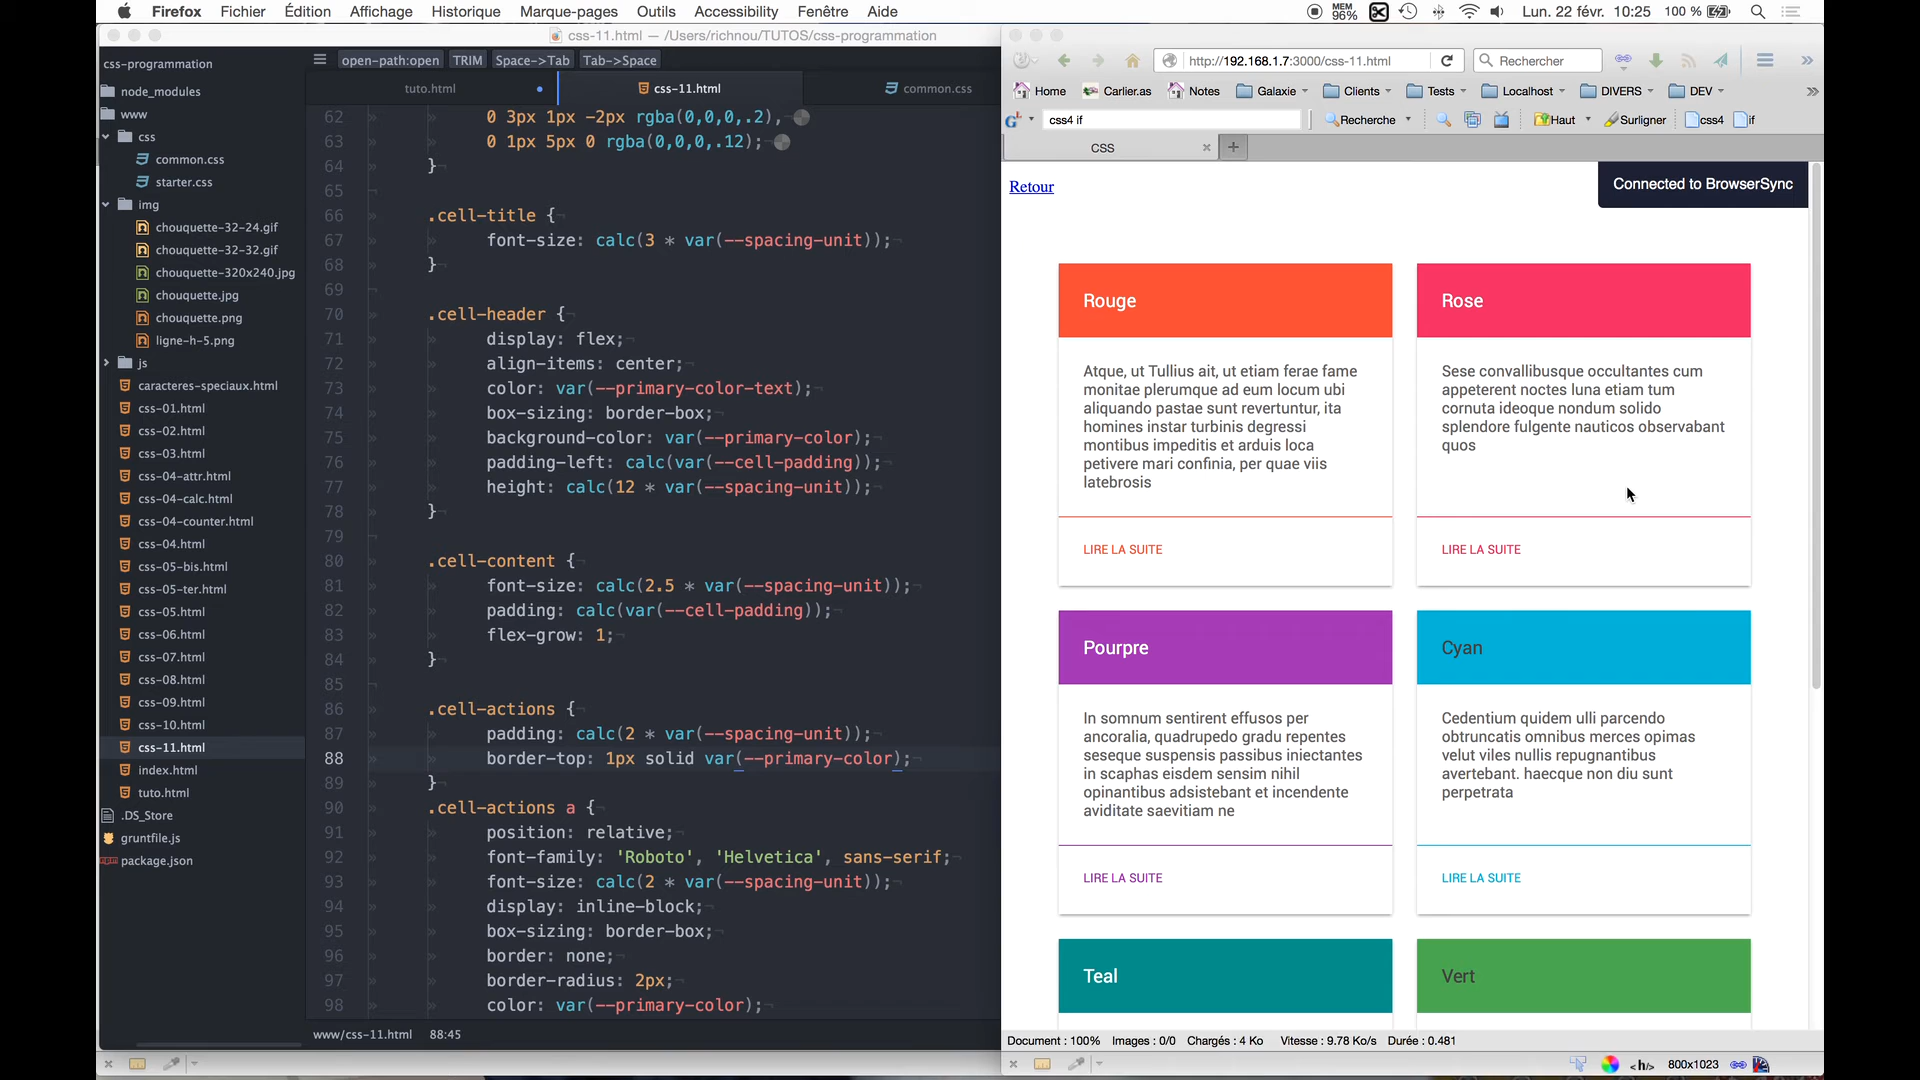 Firefox Fichier Édition Affichage Historique Marque-pages Outils Accessibility Fenêtre Aide MEM 96% Lun. 22 févr. 10:25 100 %
css-11.html — /Users/richnou/TUTOS/css-programmation
css-programmation
node_modules
www
css
common.css
starter.css
img
chouquette-32-24.gif
chouquette-32-32.gif
chouquette-320x240.jpg
chouquette.jpg
chouquette.png
ligne-h-5.png
js
caracteres-speciaux.html
css-01.html
css-02.html
css-03.html
css-04-attr.html
css-04-calc.html
css-04-counter.html
css-04.html
css-05-bis.html
css-05-ter.html
css-05.html
css-06.html
css-07.html
css-08.html
css-09.html
css-10.html
css-11.html
index.html
tuto.html
.DS_Store
gruntfile.js
package.json
open-path:open TRIM Space->Tab Tab->Space
tuto.html css-11.html common.css
62 0 3px 1px -2px rgba(0,0,0,.2),
63 0 1px 5px 0 rgba(0,0,0,.12);
64 }
65
66 .cell-title {
67 font-size: calc(3 * var(--spacing-unit));
68 }
69
70 .cell-header {
71 display: flex;
72 align-items: center;
73 color: var(--primary-color-text);
74 box-sizing: border-box;
75 background-color: var(--primary-color);
76 padding-left: calc(var(--cell-padding));
77 height: calc(12 * var(--spacing-unit));
78 }
79
80 .cell-content {
81 font-size: calc(2.5 * var(--spacing-unit));
82 padding: calc(var(--cell-padding));
83 flex-grow: 1;
84 }
85
86 .cell-actions {
87 padding: calc(2 * var(--spacing-unit));
88 border-top: 1px solid var(--primary-color);
89 }
90 .cell-actions a {
91 position: relative;
92 font-family: 'Roboto', 'Helvetica', sans-serif;
93 font-size: calc(2 * var(--spacing-unit));
94 display: inline-block;
95 box-sizing: border-box;
96 border: none;
97 border-radius: 2px;
98 color: var(--primary-color);
www/css-11.html 88:45
http://192.168.1.7:3000/css-11.html Rechercher
Home Carlier.as Notes Galaxie Clients Tests Localhost DIVERS DEV
css4 if Recherche Haut Surligner css4 if
CSS
Retour
Connected to BrowserSync
Rouge
Atque, ut Tullius ait, ut etiam ferae fame
monitae plerumque ad eum locum ubi
aliquando pastae sunt revertuntur, ita
homines instar turbinis degressi
montibus impeditis et arduis loca
petivere mari confinia, per quae viis
latebrosis
LIRE LA SUITE
Rose
Sese convallibusque occultantes cum
appeterent noctes luna etiam tum
cornuta ideoque nondum solido
splendore fulgente nauticos observabant
quos
LIRE LA SUITE
Pourpre
In somnum sentirent effusos per
ancoralia, quadrupedo gradu repentes
seseque suspensis passibus iniectantes
in scaphas eisdem sensim nihil
opinantibus adsistebant et incendente
aviditate saevitiam ne
LIRE LA SUITE
Cyan
Cedentium quidem ulli parcendo
obtruncatis omnibus merces opimas
velut viles nullis repugnantibus
avertebant. haecque non diu sunt
perpetrata
LIRE LA SUITE
Teal
Vert
Document : 100% Images : 0/0 Chargés : 4 Ko Vitesse : 9.78 Ko/s Durée : 0.481
<h/> 800x1023